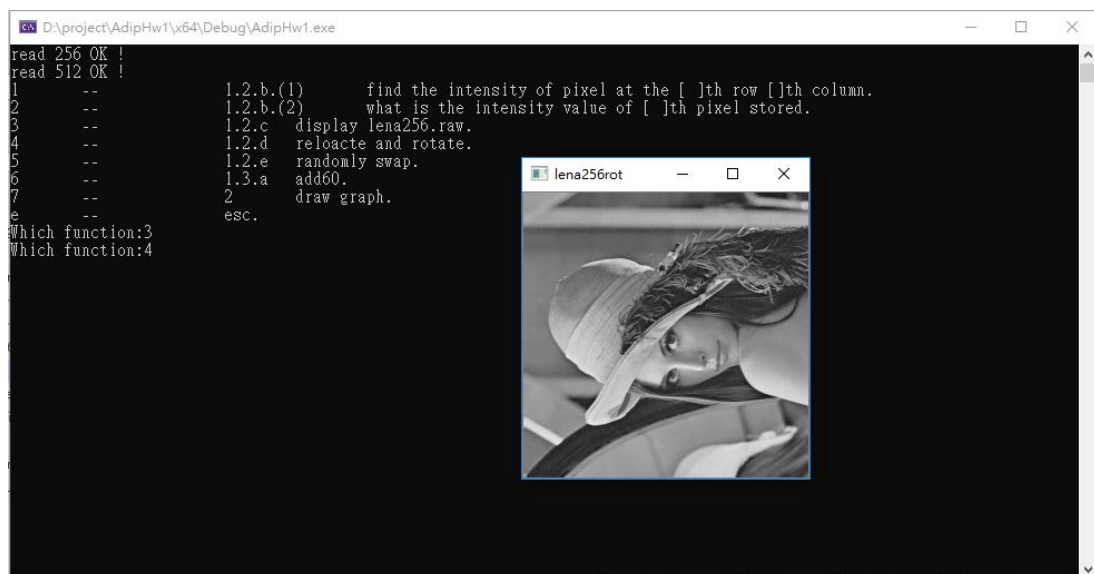 D:\project\AdipHw1\x64\Debug\AdipHw1.exe
read 256 OK !
read 512 OK !
1 -- 1.2.b.(1) find the intensity of pixel at the [ ]th row []th column.
2 -- 1.2.b.(2) what is the intensity value of [ ]th pixel stored.
3 -- 1.2.c display lena256.raw.
4 -- 1.2.d reloacte and rotate.
5 -- 1.2.e randomly swap.
6 -- 1.3.a add60.
7 -- 2 draw graph.
e -- esc.
Which function:3
Which function:4
lena256rot